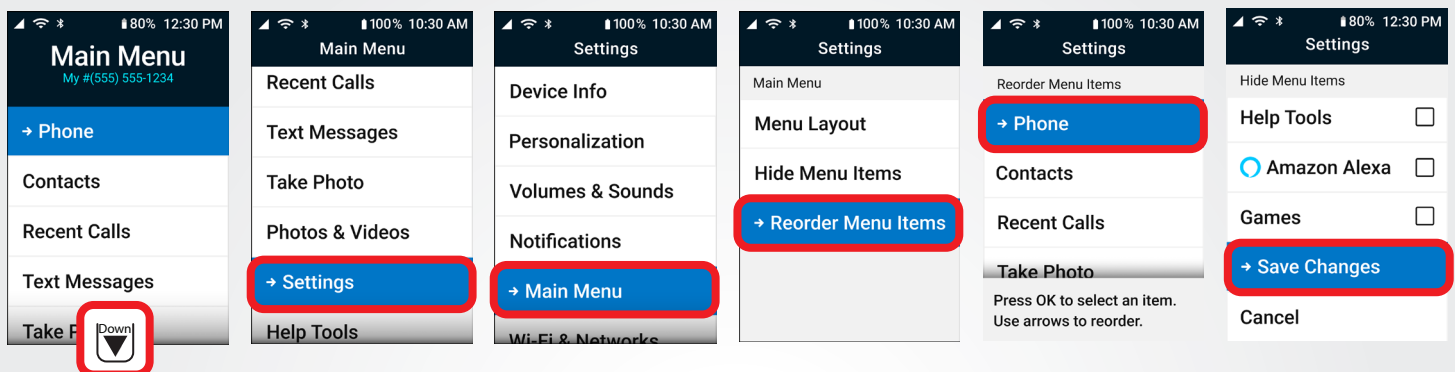 80% 12:30 PM
Main Menu
My #(555) 555-1234
→ Phone
Contacts
Recent Calls
Text Messages
Take P
Down
100% 10:30 AM
Main Menu
Recent Calls
Text Messages
Take Photo
Photos & Videos
→ Settings
Help Tools
100% 10:30 AM
Settings
Device Info
Personalization
Volumes & Sounds
Notifications
→ Main Menu
Wi-Fi & Networks
100% 10:30 AM
Settings
Main Menu
Menu Layout
Hide Menu Items
→ Reorder Menu Items
100% 10:30 AM
Settings
Reorder Menu Items
→ Phone
Contacts
Recent Calls
Take Photo
Press OK to select an item.
Use arrows to reorder.
80% 12:30 PM
Settings
Hide Menu Items
Help Tools
Amazon Alexa
Games
→ Save Changes
Cancel